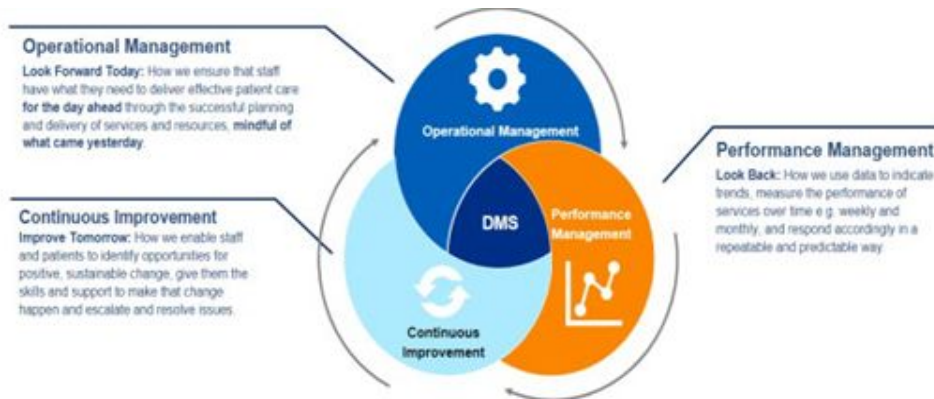 Operational Management
Look Forward Today: How we ensure that staff
have what they need to deliver effective patient care
for the day ahead through the successful planning
and delivery of services and resources, mindful of
what came yesterday.
Continuous Improvement
Improve Tomorrow: How we enable staff
and patients to identify opportunities for
positive, sustainable change, give them the
skills and support to make that change
happen and escalate and resolve issues.
Operational Management
DMS
Performance
Management
Continuous
Improvement
Performance Management
Look Back: How we use data to indicate
trends, measure the performance of
services over time e.g. weekly and
monthly, and respond accordingly in a
repeatable and predictable way.